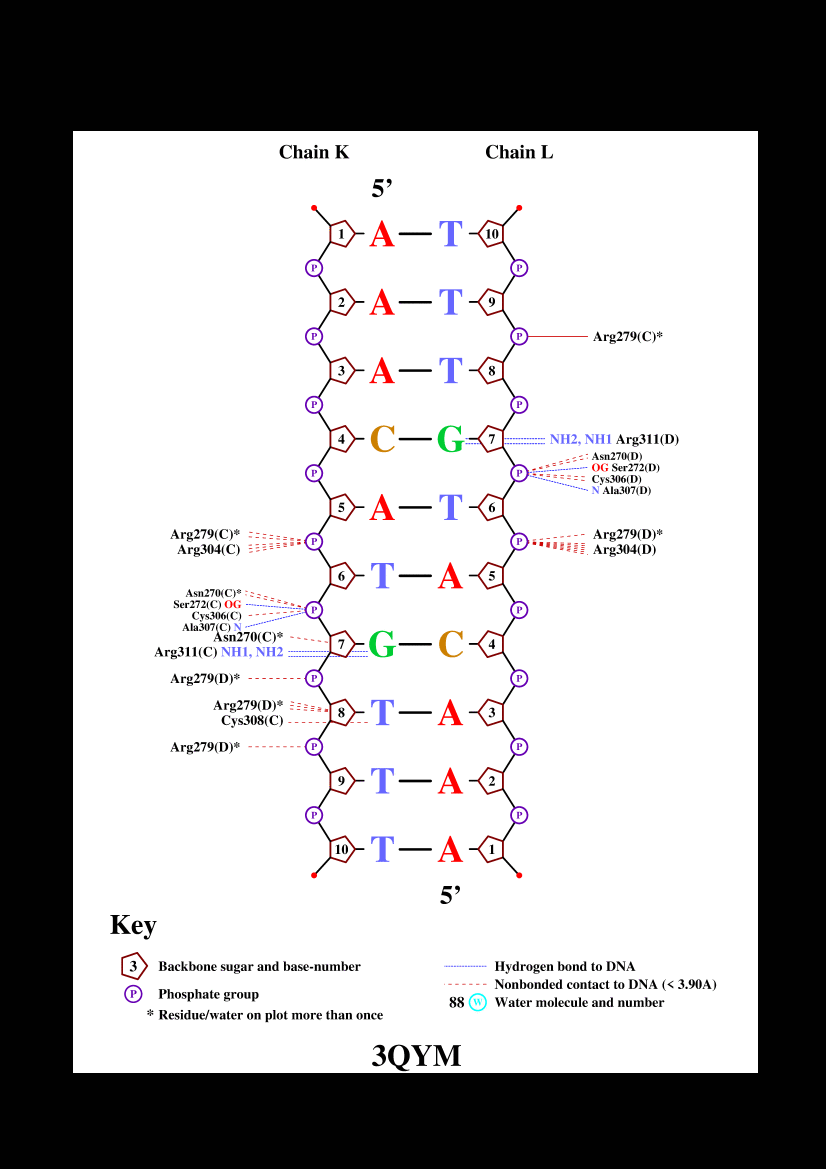 Chain K Chain L
5’
1 A T 10
P P
2 A T 9
P P Arg279(C)*
3 A T 8
P P
4 C G 7 NH2, NH1 Arg311(D)
Asn270(D)
P P OG Ser272(D)
Cys306(D)
N Ala307(D)
5 A T 6
Arg279(C)* P P Arg279(D)*
Arg304(C) Arg304(D)
6 T A 5
Asn270(C)*
Ser272(C) OG P P
Cys306(C)
Ala307(C) N
Asn270(C)*
7 G C 4
Arg311(C) NH1, NH2
Arg279(D)* P P
Arg279(D)* 8 T A 3
Cys308(C)
Arg279(D)* P P
9 T A 2
P P
10 T A 1
5’
Key
3 Backbone sugar and base-number Hydrogen bond to DNA
Nonbonded contact to DNA (< 3.90A)
P Phosphate group
88 W Water molecule and number
* Residue/water on plot more than once
3QYM